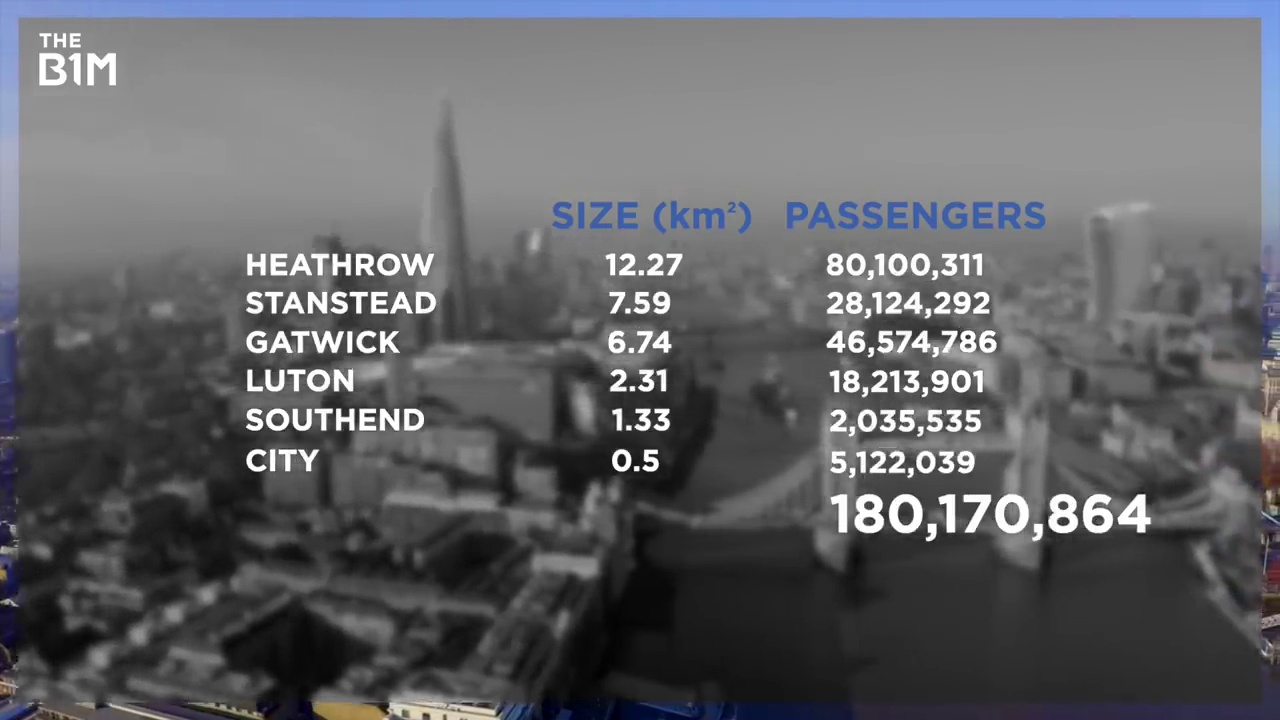 THE
B1M
SIZE (km²) PASSENGERS
HEATHROW 12.27 80,100,311
STANSTEAD 7.59 28,124,292
GATWICK 6.74 46,574,786
LUTON 2.31 18,213,901
SOUTHEND 1.33 2,035,535
CITY 0.5 5,122,039
180,170,864